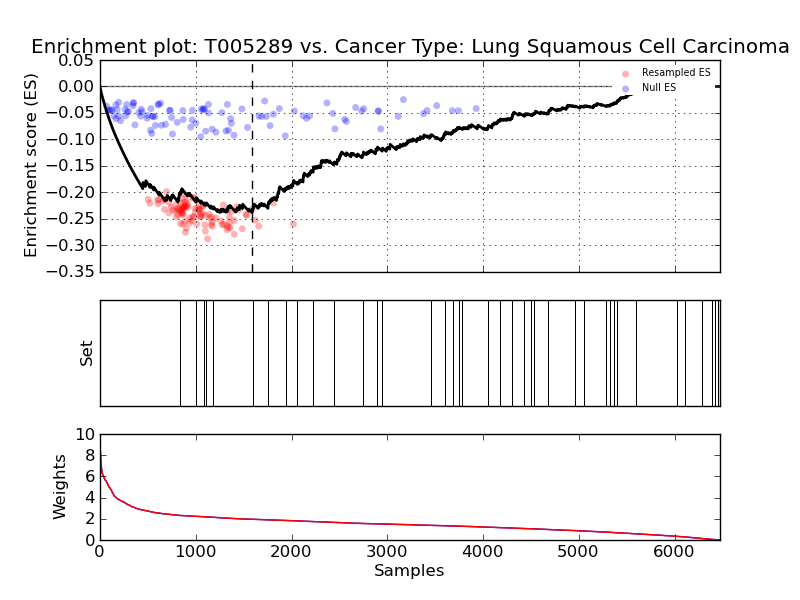 Enrichment plot: T005289 vs. Cancer Type: Lung Squamous Cell Carcinoma
Enrichment score (ES)
0.05
0.00
−0.05
−0.10
−0.15
−0.20
−0.25
−0.30
−0.35
Resampled ES
Null ES
Set
Weights
10
8
6
4
2
0
0 1000 2000 3000 4000 5000 6000
Samples